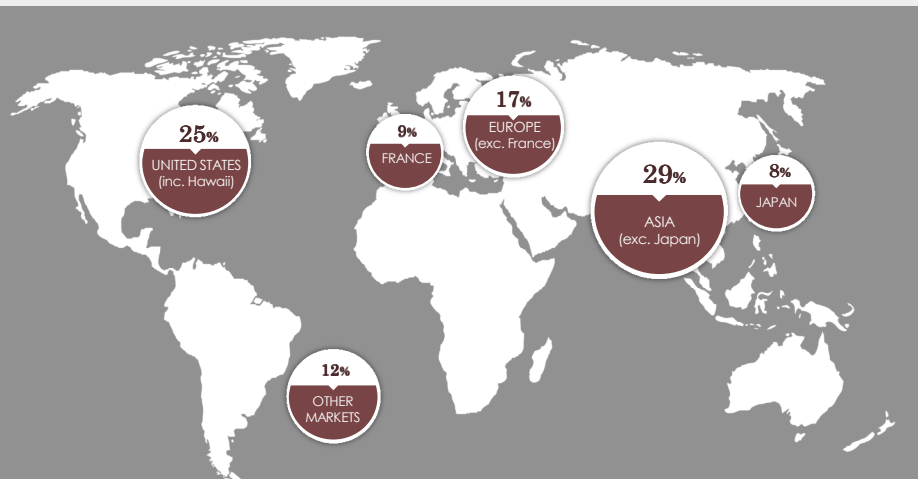 25%
UNITED STATES
(inc. Hawaii)
9%
FRANCE
17%
EUROPE
(exc. France)
29%
ASIA
(exc. Japan)
8%
JAPAN
12%
OTHER
MARKETS